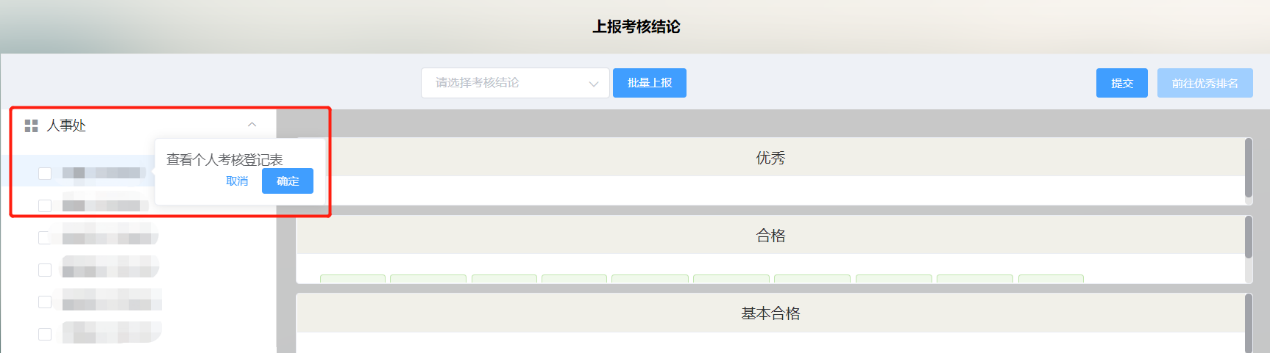 上报考核结论
请选择考核结论 批量上报 提交 前往优秀排名
人事处
查看个人考核登记表
取消 确定
优秀
合格
基本合格